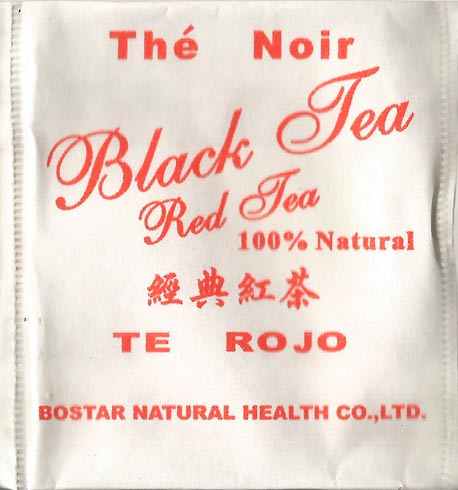 Thé Noir
Black Tea
Red Tea
100% Natural
經典紅茶
TE ROJO
BOSTAR NATURAL HEALTH CO.,LTD.